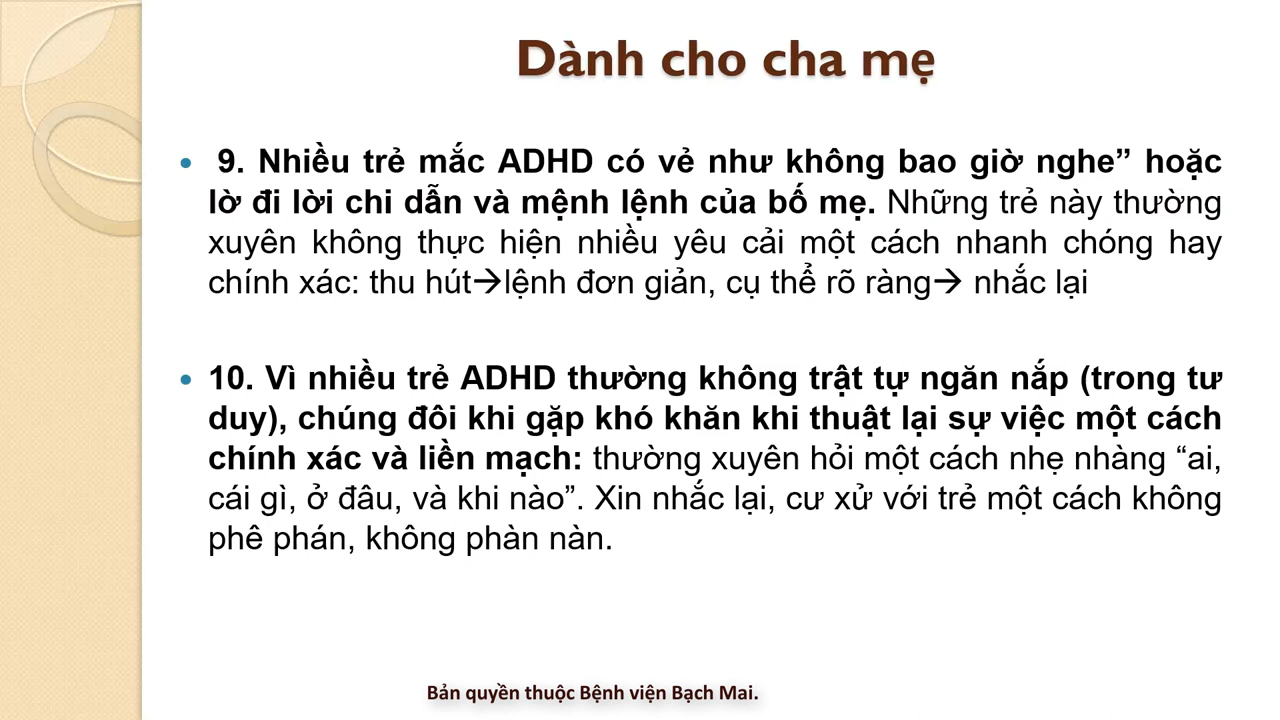 Dành cho cha mẹ
9. Nhiều trẻ mắc ADHD có vẻ như không bao giờ nghe” hoặc
lờ đi lời chi dẫn và mệnh lệnh của bố mẹ. Những trẻ này thường
xuyên không thực hiện nhiều yêu cải một cách nhanh chóng hay
chính xác: thu hút→lệnh đơn giản, cụ thể rõ ràng→ nhắc lại
10. Vì nhiều trẻ ADHD thường không trật tự ngăn nắp (trong tư
duy), chúng đôi khi gặp khó khăn khi thuật lại sự việc một cách
chính xác và liền mạch: thường xuyên hỏi một cách nhẹ nhàng “ai,
cái gì, ở đâu, và khi nào”. Xin nhắc lại, cư xử với trẻ một cách không
phê phán, không phàn nàn.
Bản quyền thuộc Bệnh viện Bạch Mai.